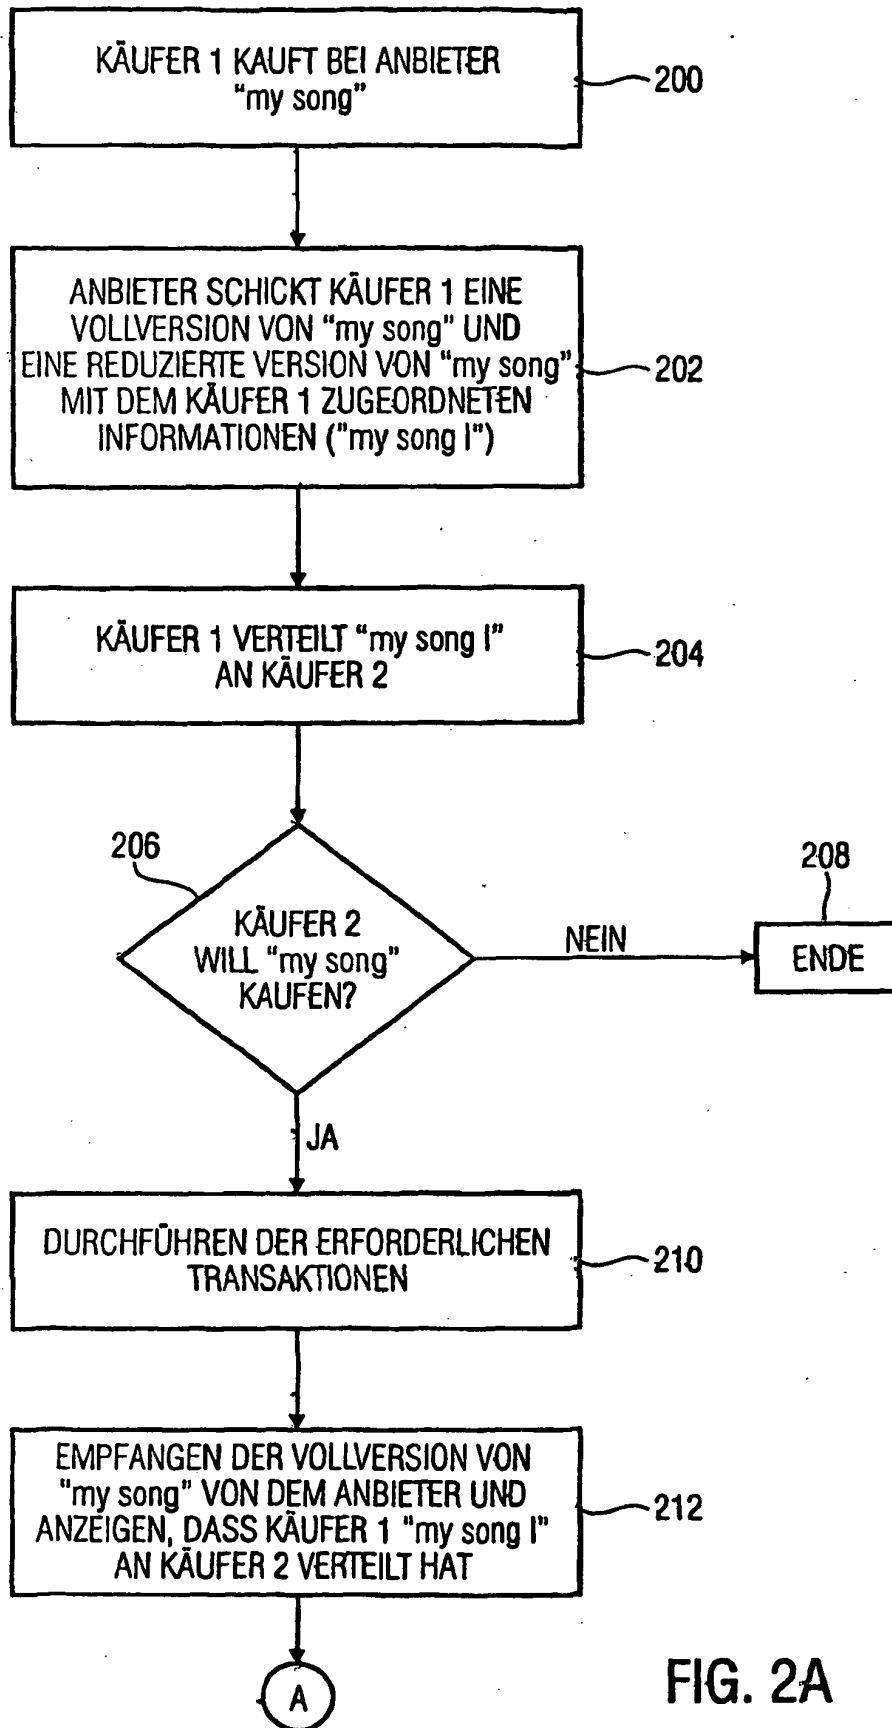 KÄUFER 1 KAUFT BEI ANBIETER
"my song"
200
ANBIETER SCHICKT KÄUFER 1 EINE
VOLLVERSION VON "my song" UND
EINE REDUZIERTE VERSION VON "my song"
MIT DEM KÄUFER 1 ZUGEORDNETEN
INFORMATIONEN ("my song I")
202
KÄUFER 1 VERTEILT "my song I"
AN KÄUFER 2
204
206
KÄUFER 2
WILL "my song"
KAUFEN?
NEIN
208
ENDE
JA
DURCHFÜHREN DER ERFORDERLICHEN
TRANSAKTIONEN
210
EMPFANGEN DER VOLLVERSION VON
"my song" VON DEM ANBIETER UND
ANZEIGEN, DASS KÄUFER 1 "my song I"
AN KÄUFER 2 VERTEILT HAT
212
A
FIG. 2A